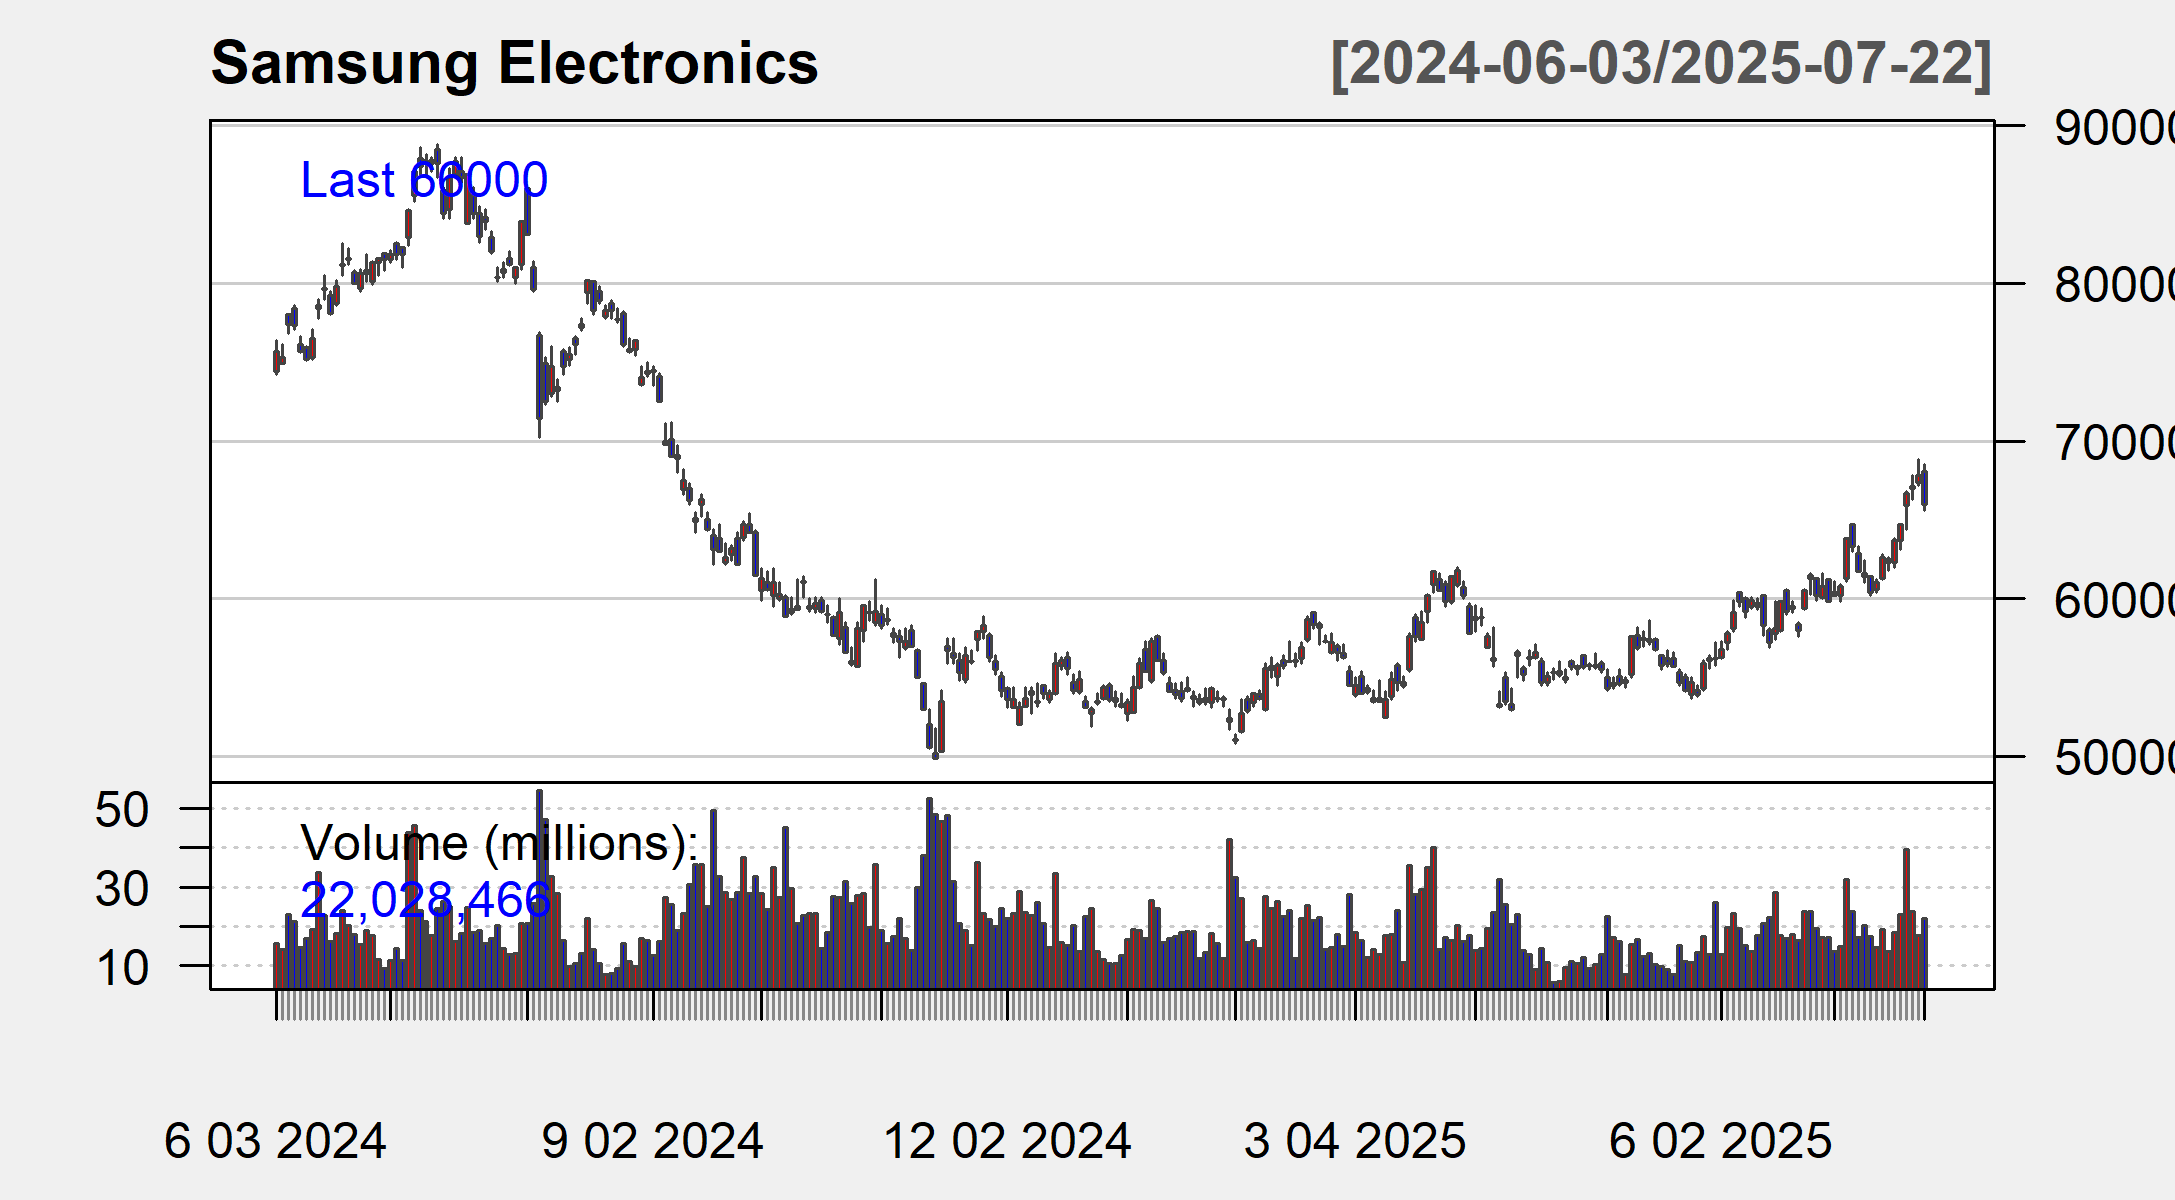 Samsung Electronics
[2024-06-03/2025-07-22]
Last 66000
90000
80000
70000
60000
50000
50
30
10
Volume (millions):
22,028,466
6 03 2024
9 02 2024
12 02 2024
3 04 2025
6 02 2025